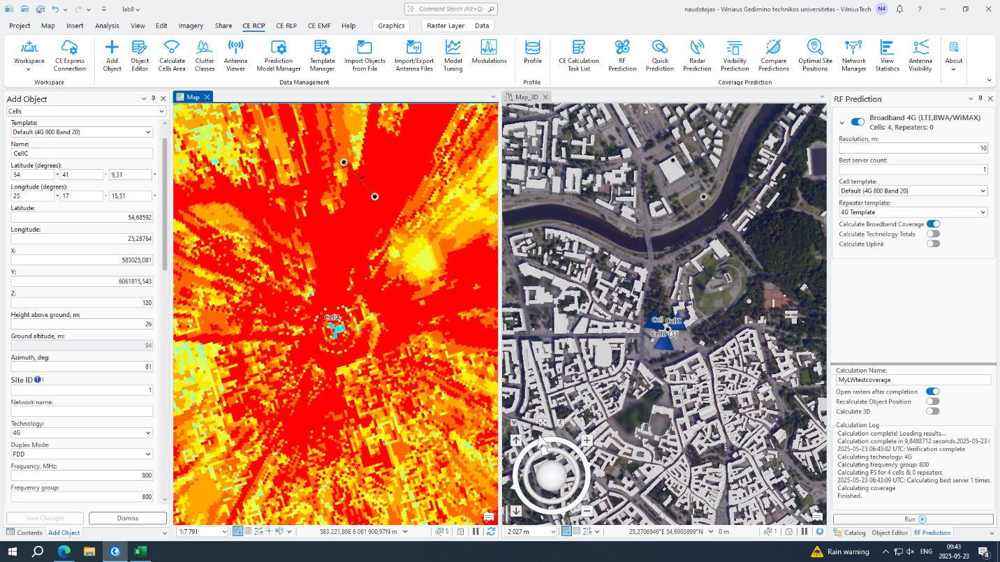 lab8
Command Search (Alt+Q)
naudotojas - Vilniaus Gedimino technikos universitetas - VilniusTech
N4
?
Project
Map
Insert
Analysis
View
Edit
Imagery
Share
CE RCP
CE RLP
CE EMF
Help
Graphics
Raster Layer
Data
Workspace
CE Express Connection
Add Object
Object Editor
Calculate Cells Area
Clutter Classes
Antenna Viewer
Prediction Model Manager
Template Manager
Import Objects from File
Import/Export Antenna Files
Model Tuning
Modulations
Profile
CE Calculation Task List
RF Prediction
Quick Prediction
Radar Prediction
Visibility Prediction
Compare Predictions
Optimal Site Positions
Network Manager
View Statistics
Antenna Visibility
About
Workspace
Data Management
Profile
Coverage Prediction
Add Object
Cells
Template:
Default (4G 800 Band 20)
Name:
CellC
Latitude (degrees):
54 ° 41 ' 9,31 "
Longitude (degrees):
25 ° 17 ' 15,51 "
Latitude:
54,68592
Longitude:
25,28764
X:
583025,081
Y:
6061815,543
Z:
120
Height above ground, m:
26
Ground altitude, m:
94
Azimuth, deg:
81
Site ID :
1
Network name:
Technology:
4G
Duplex Mode:
FDD
Frequency, MHz:
800
Frequency group:
800
Save Changes
Dismiss
Contents
Add Object
Map
CellA
1:7 791
583 221,86E 6 061 900,97N m
5
Map_3D
Cell
CellC
CellB (1)
2 027 m
25,2706946°E 54,6903899°N
0 m
1
RF Prediction
Broadband 4G (LTE,BWA/WiMAX)
Cells: 4, Repeaters: 0
Resolution, m:
10
Best server count:
1
Cell template:
Default (4G 800 Band 20)
Repeater template:
4G Template
Calculate Broadband Coverage
Calculate Technology Totals
Calculate Uplink
Calculation Name:
MyLWtestcoverage
Open rasters after completion
Recalculate Object Position
Calculate 3D
Calculation Log
Calculation complete! Loading results...
Calculation complete in 9,8488712 seconds.2025-05-23
2025-05-23 06:43:02 UTC: Verification complete
Calculating technology: 4G
Calculating frequency group: 800
Calculating FS for 4 cells & 0 repeaters
2025-05-23 06:43:09 UTC: Calculating best server 1 times
Calculating coverage
Finished.
Run
Catalog
Object Editor
RF Prediction
Rain warning
ENG
09:43
2025-05-23
4